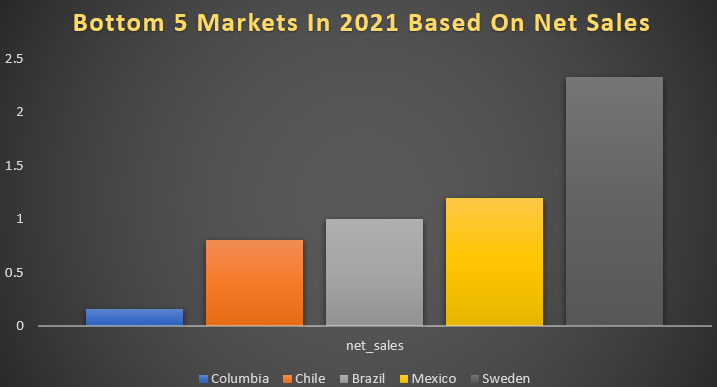 Bottom 5 Markets In 2021 Based On Net Sales
2.5
2
1.5
1
0.5
0
net_sales
Columbia Chile Brazil Mexico Sweden